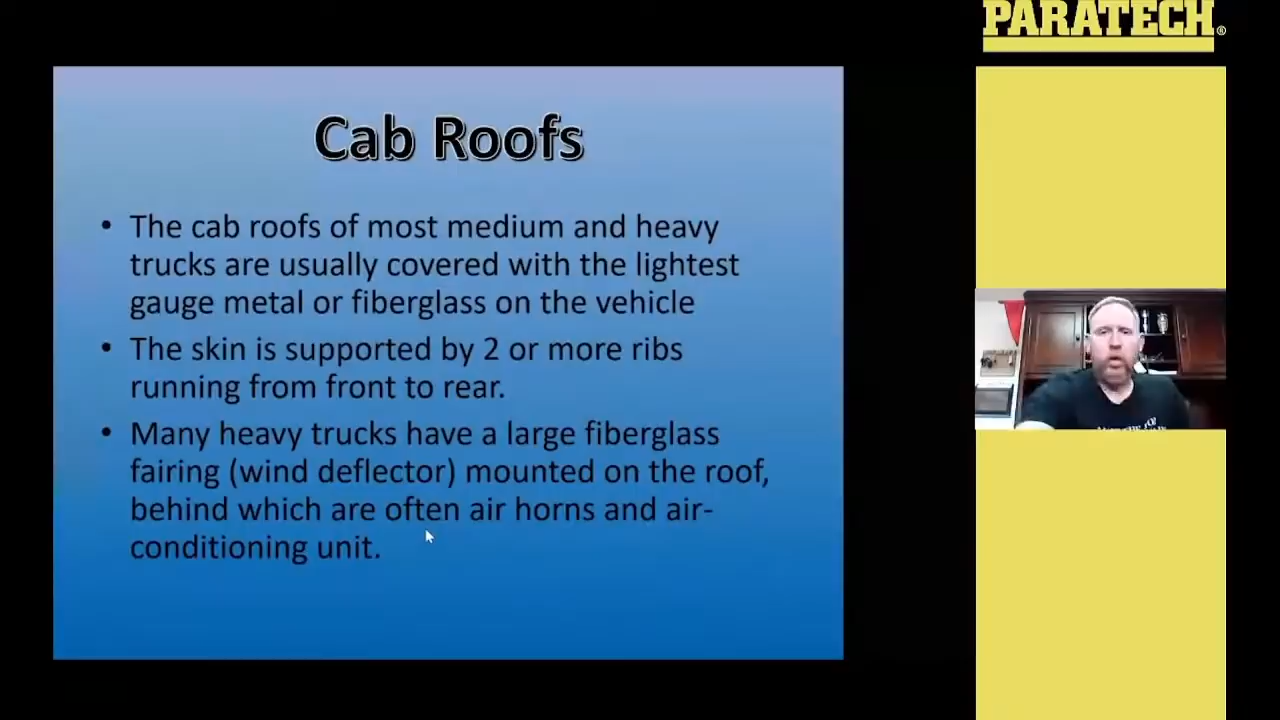 PARATECH®
Cab Roofs
• The cab roofs of most medium and heavy
trucks are usually covered with the lightest
gauge metal or fiberglass on the vehicle
• The skin is supported by 2 or more ribs
running from front to rear.
• Many heavy trucks have a large fiberglass
fairing (wind deflector) mounted on the roof,
behind which are often air horns and air-
conditioning unit.